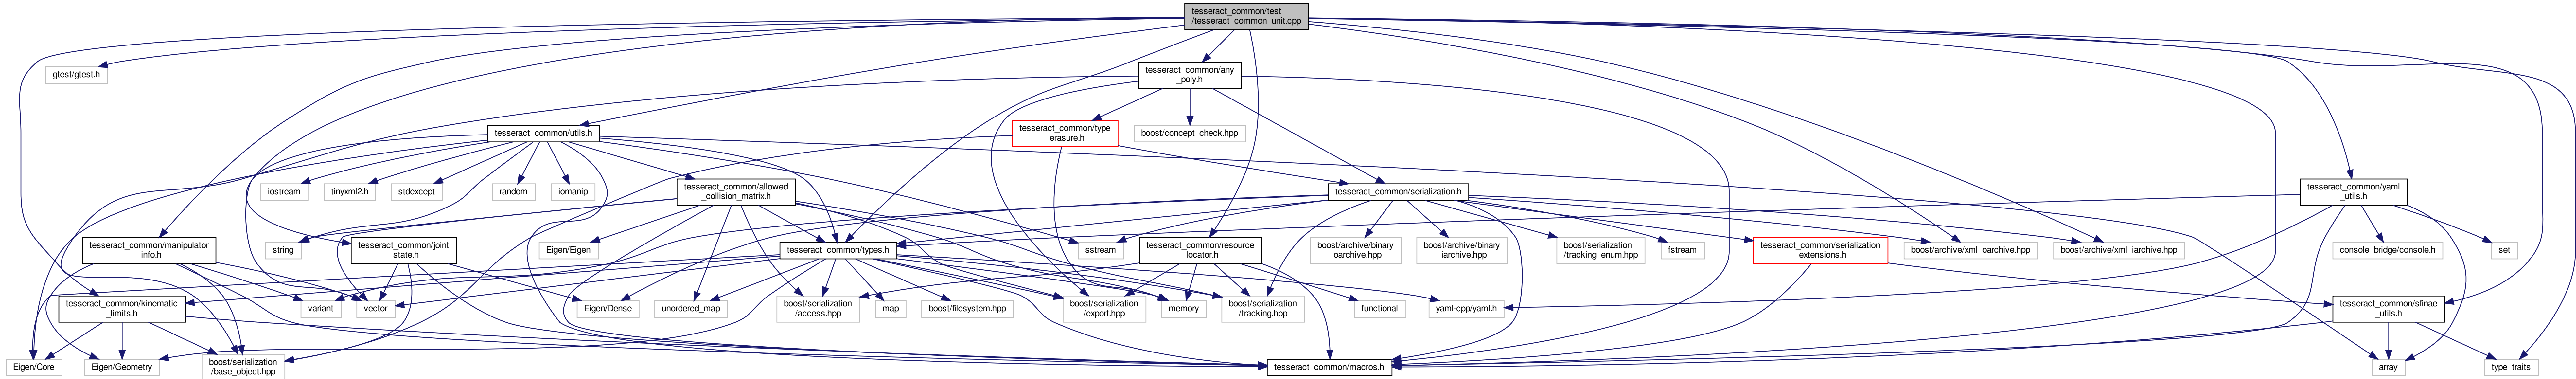 tesseract_common/test
/tesseract_common_unit.cpp
gtest/gtest.h
tesseract_common/any
_poly.h
tesseract_common/utils.h
tesseract_common/type
_erasure.h
boost/concept_check.hpp
iostream
tinyxml2.h
stdexcept
random
iomanip
tesseract_common/allowed
_collision_matrix.h
tesseract_common/serialization.h
tesseract_common/yaml
_utils.h
tesseract_common/manipulator
_info.h
string
tesseract_common/joint
_state.h
Eigen/Eigen
tesseract_common/types.h
sstream
tesseract_common/resource
_locator.h
boost/archive/binary
_oarchive.hpp
boost/archive/binary
_iarchive.hpp
boost/serialization
/tracking_enum.hpp
fstream
tesseract_common/serialization
_extensions.h
boost/archive/xml_oarchive.hpp
boost/archive/xml_iarchive.hpp
console_bridge/console.h
set
tesseract_common/kinematic
_limits.h
variant
vector
Eigen/Dense
unordered_map
boost/serialization
/access.hpp
map
boost/filesystem.hpp
boost/serialization
/export.hpp
memory
boost/serialization
/tracking.hpp
functional
yaml-cpp/yaml.h
tesseract_common/sfinae
_utils.h
Eigen/Core
Eigen/Geometry
boost/serialization
/base_object.hpp
tesseract_common/macros.h
array
type_traits